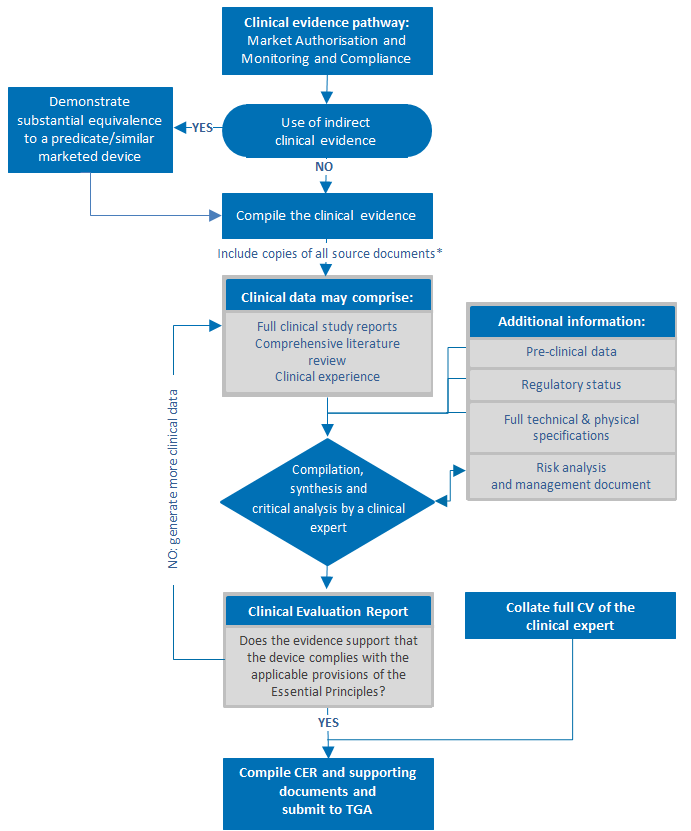 Clinical evidence pathway:
Market Authorisation and
Monitoring and Compliance
Demonstrate
substantial equivalence
to a predicate/similar
marketed device
YES
Use of indirect
clinical evidence
NO
Compile the clinical evidence
Include copies of all source documents*
Clinical data may comprise:
Full clinical study reports
Comprehensive literature
review
Clinical experience
Additional information:
Pre-clinical data
Regulatory status
Full technical & physical
specifications
Risk analysis
and management document
NO: generate more clinical data
Compilation,
synthesis and
critical analysis by a clinical
expert
Clinical Evaluation Report
Does the evidence support that
the device complies with the
applicable provisions of the
Essential Principles?
Collate full CV of the
clinical expert
YES
Compile CER and supporting
documents and
submit to TGA